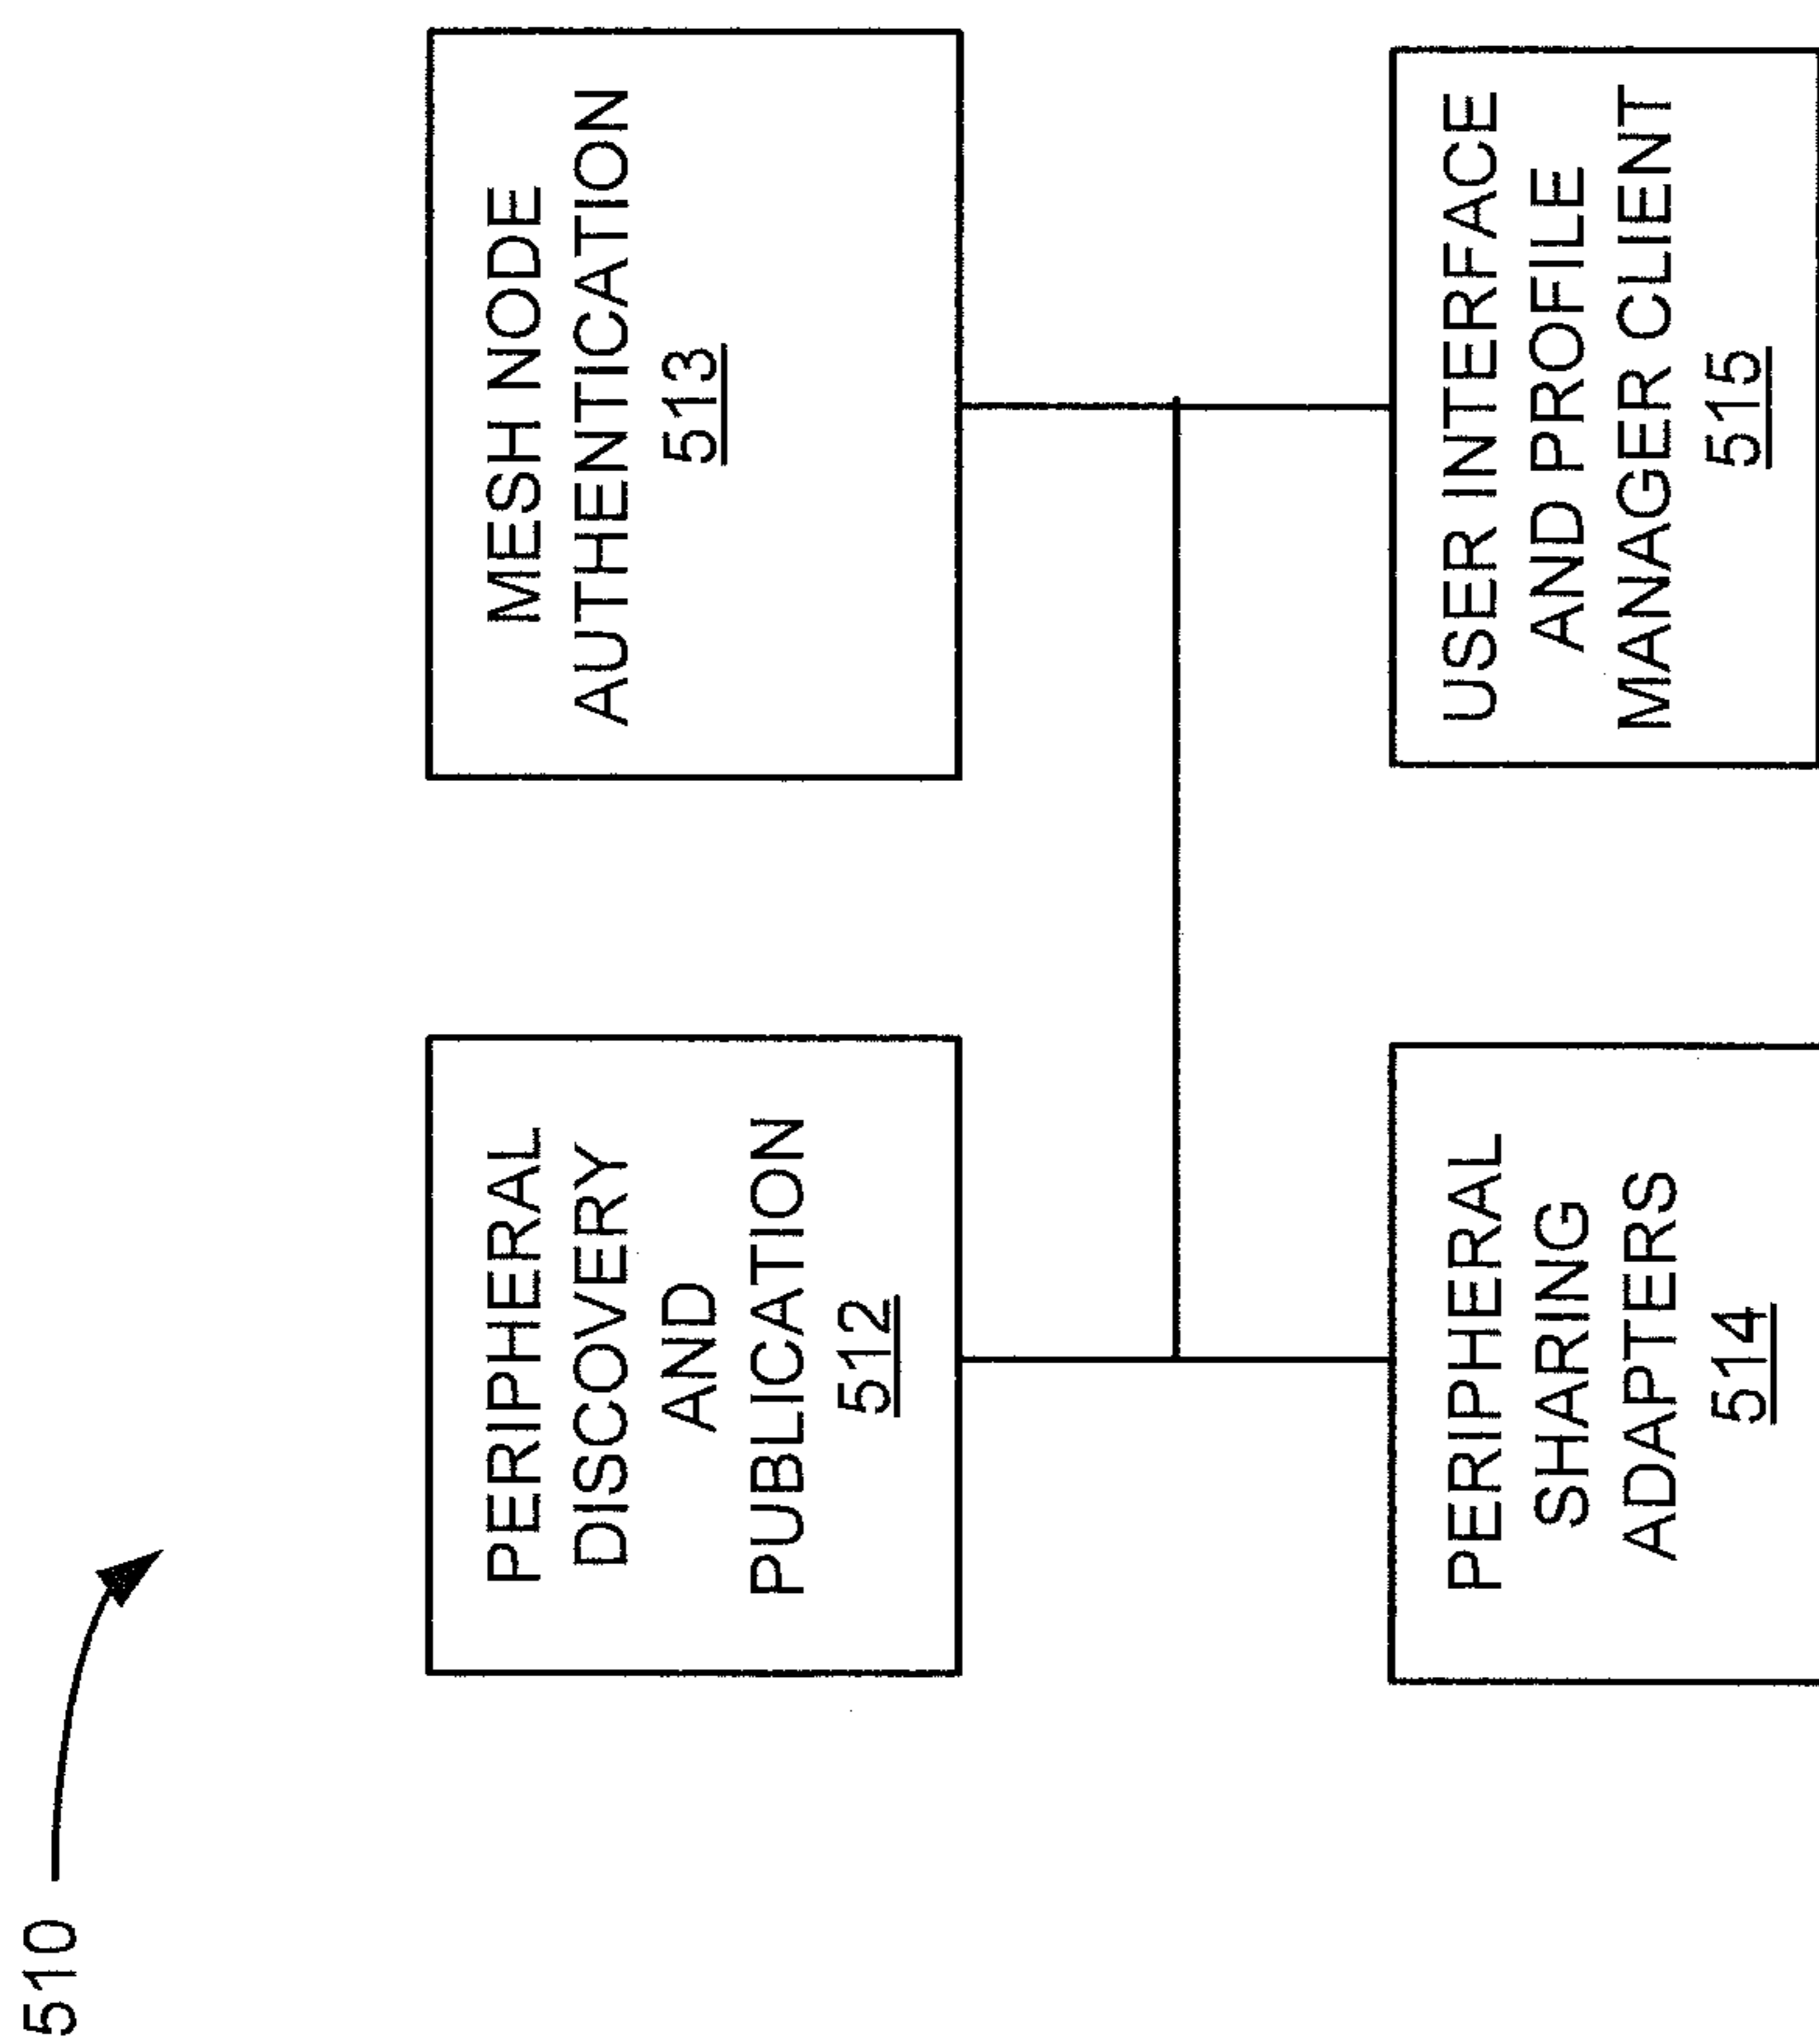 510
PERIPHERAL
DISCOVERY
AND
PUBLICATION
512
MESH NODE
AUTHENTICATION
513
PERIPHERAL
SHARING
ADAPTERS
514
USER INTERFACE
AND PROFILE
MANAGER CLIENT
515